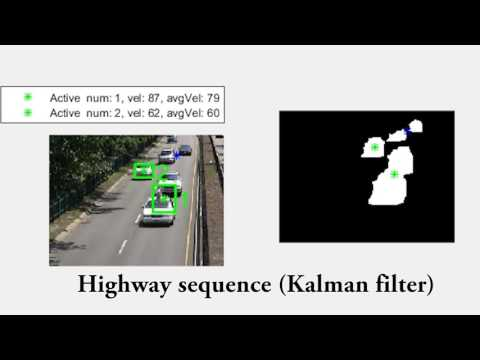 Active num: 1, vel: 87, avgVel: 79
Active num: 2, vel: 62, avgVel: 60
Highway sequence (Kalman filter)